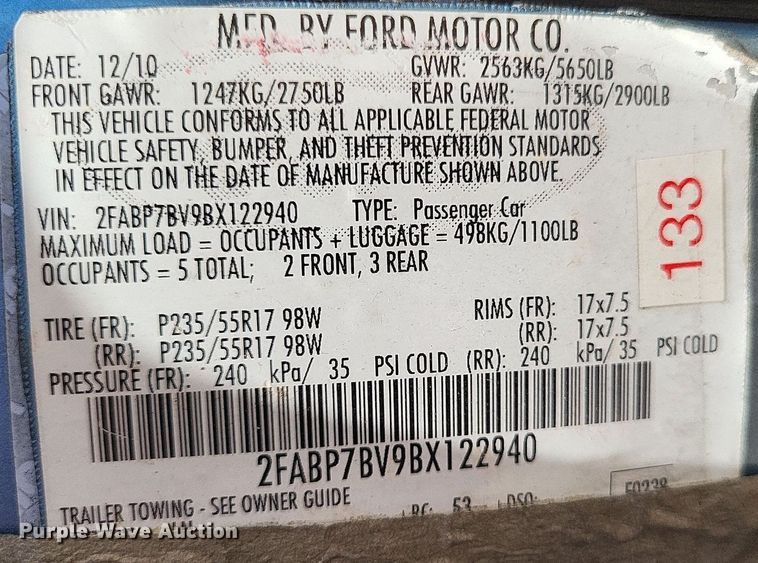 MFD. BY FORD MOTOR CO.
DATE: 12/10 GVWR: 2563KG/5650LB
FRONT GAWR: 1247KG/2750LB REAR GAWR: 1315KG/2900LB
THIS VEHICLE CONFORMS TO ALL APPLICABLE FEDERAL MOTOR
VEHICLE SAFETY, BUMPER, AND THEFT PREVENTION STANDARDS
IN EFFECT ON THE DATE OF MANUFACTURE SHOWN ABOVE.
VIN: 2FABP7BV9BX122940 TYPE: Passenger Car
MAXIMUM LOAD = OCCUPANTS + LUGGAGE = 498KG/1100LB
OCCUPANTS = 5 TOTAL; 2 FRONT, 3 REAR
133
TIRE (FR): P235/55R17 98W RIMS (FR): 17x7.5
(RR): P235/55R17 98W (RR): 17x7.5
PRESSURE (FR): 240 kPa/ 35 PSI COLD (RR): 240 kPa/ 35 PSI COLD
2FABP7BV9BX122940
TRAILER TOWING - SEE OWNER GUIDE
RC: 53 DSO:
Purple Wave Auction